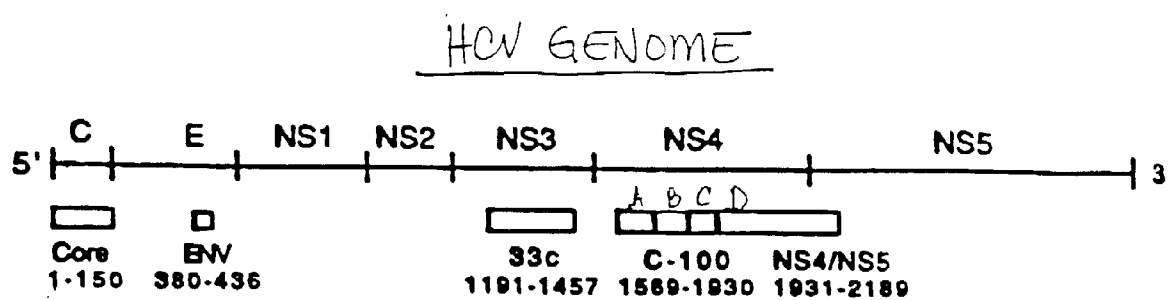 HCV GENOME
C E NS1 NS2 NS3 NS4 NS5
5' 3
A B C D
Core ENV 33c C-100 NS4/NS5
1-150 380-436 1191-1457 1569-1930 1931-2189